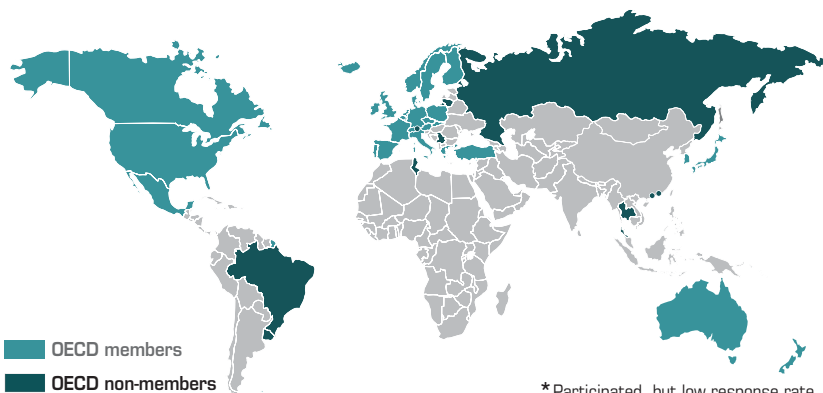 OECD members
OECD non-members
*Participated, but low response rate